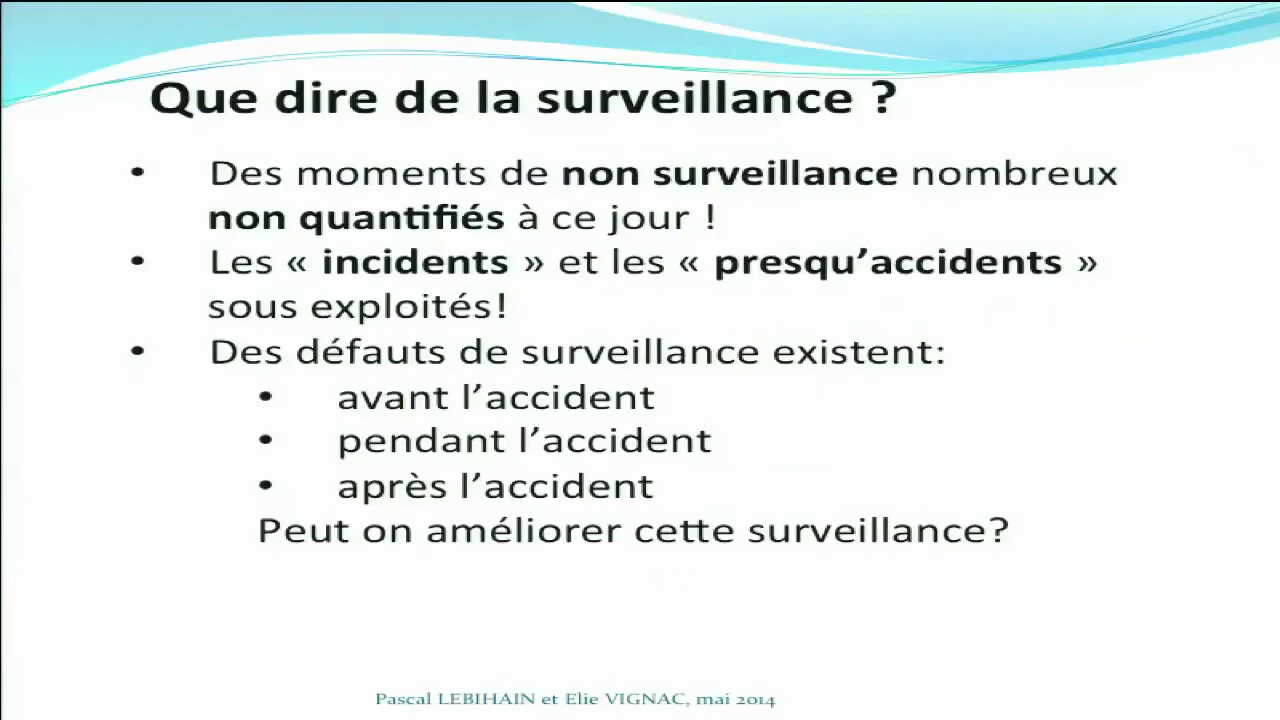 Que dire de la surveillance ?
• Des moments de non surveillance nombreux
non quantifiés à ce jour !
• Les « incidents » et les « presqu’accidents »
sous exploités!
• Des défauts de surveillance existent:
• avant l’accident
• pendant l’accident
• après l’accident
Peut on améliorer cette surveillance?
Pascal LEBIHAIN et Elie VIGNAC, mai 2014